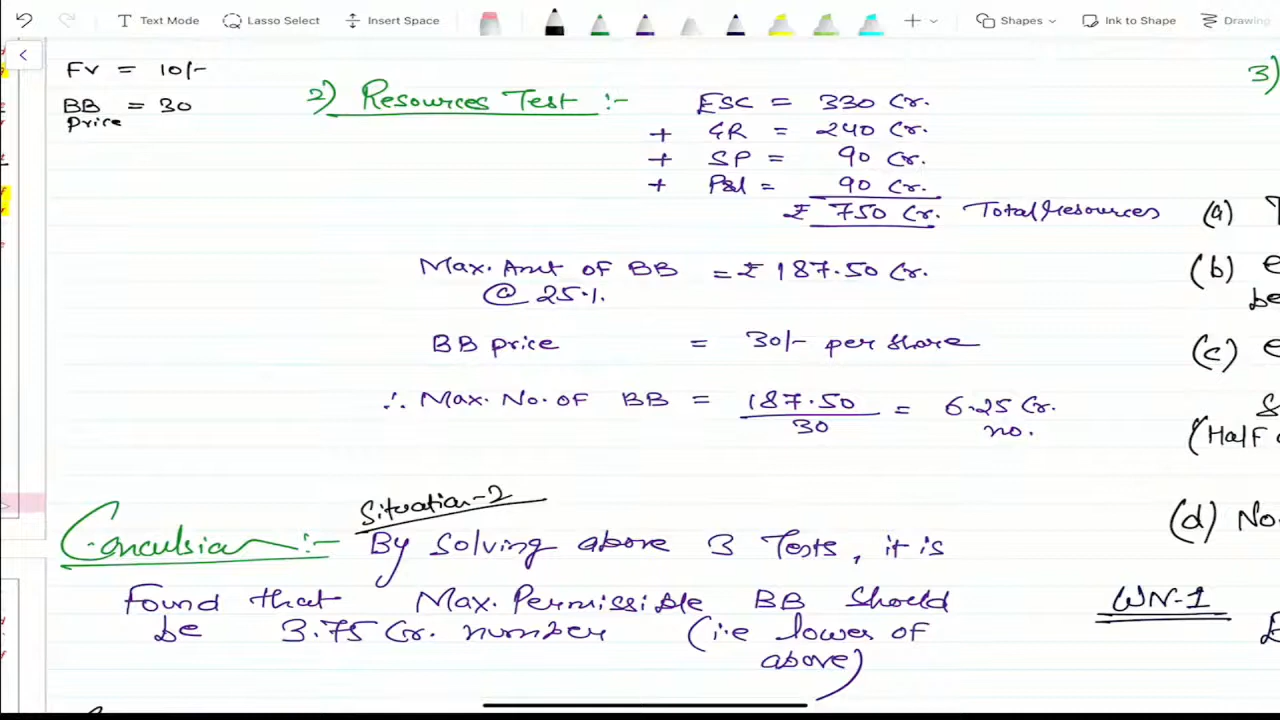 Text Mode Lasso Select Insert Space Shapes Ink to Shape Drawing
FV = 10/-
BB Price = 30
2) Resources Test :-
ESC = 330 Cr.
+ GR = 240 Cr.
+ SP = 90 Cr.
+ P&l = 90 Cr.
₹ 750 Cr. Total resources
Max. Amt of BB = ₹ 187.50 Cr.
@ 25%
BB price = 30/- per share
∴ Max. No. of BB = 187.50 / 30 = 6.25 Cr. no.
Conculsion :-
Situation-2
By solving above 3 Tests, it is
found that Max. Permissible BB should
be 3.75 Cr. number (i.e lower of
above)
3)
(a)
(b)
be
(c)
(Half
(d) No.
WN-1